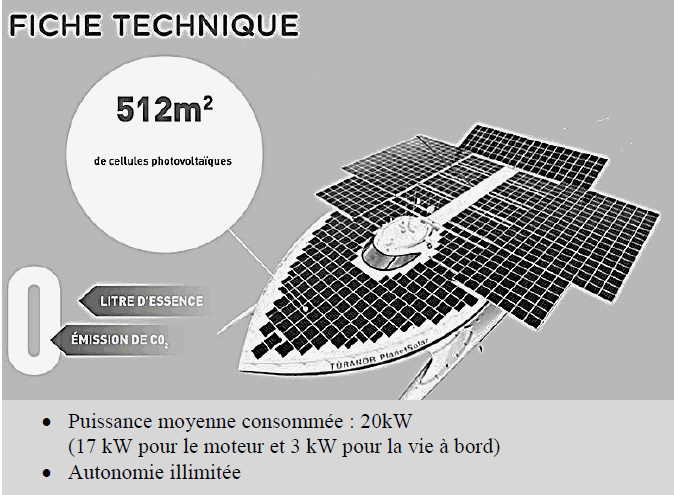 FICHE TECHNIQUE
512m²
de cellules photovoltaïques
0
LITRE D'ESSENCE
ÉMISSION DE CO₂
TÛRANOR PlanetSolar
• Puissance moyenne consommée : 20kW
(17 kW pour le moteur et 3 kW pour la vie à bord)
• Autonomie illimitée